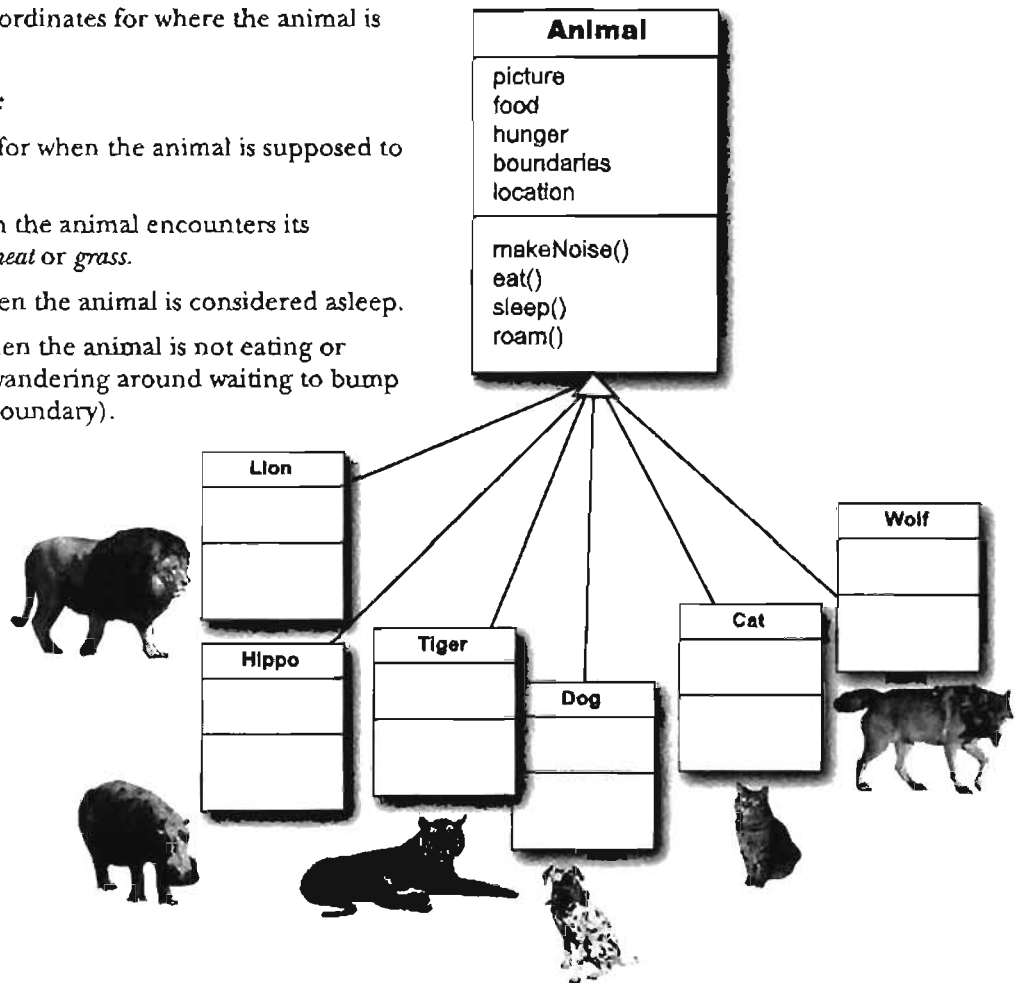 ordinates for where the animal is
for when the animal is supposed to
the animal encounters its
or grass.
en the animal is considered asleep.
en the animal is not eating or
wandering around waiting to bump
oundary).
Animal
picture
food
hunger
boundaries
location
makeNoise()
eat()
sleep()
roam()
Lion
Hippo
Tiger
Dog
Cat
Wolf